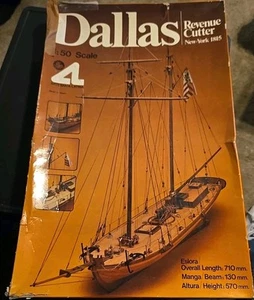 Dallas
Revenue
Cutter
New-York 1815
:50 Scale
Eslora
Overall Length: 710 mm.
Manga. Beam: 130 mm.
Altura. Height: 570 mm.